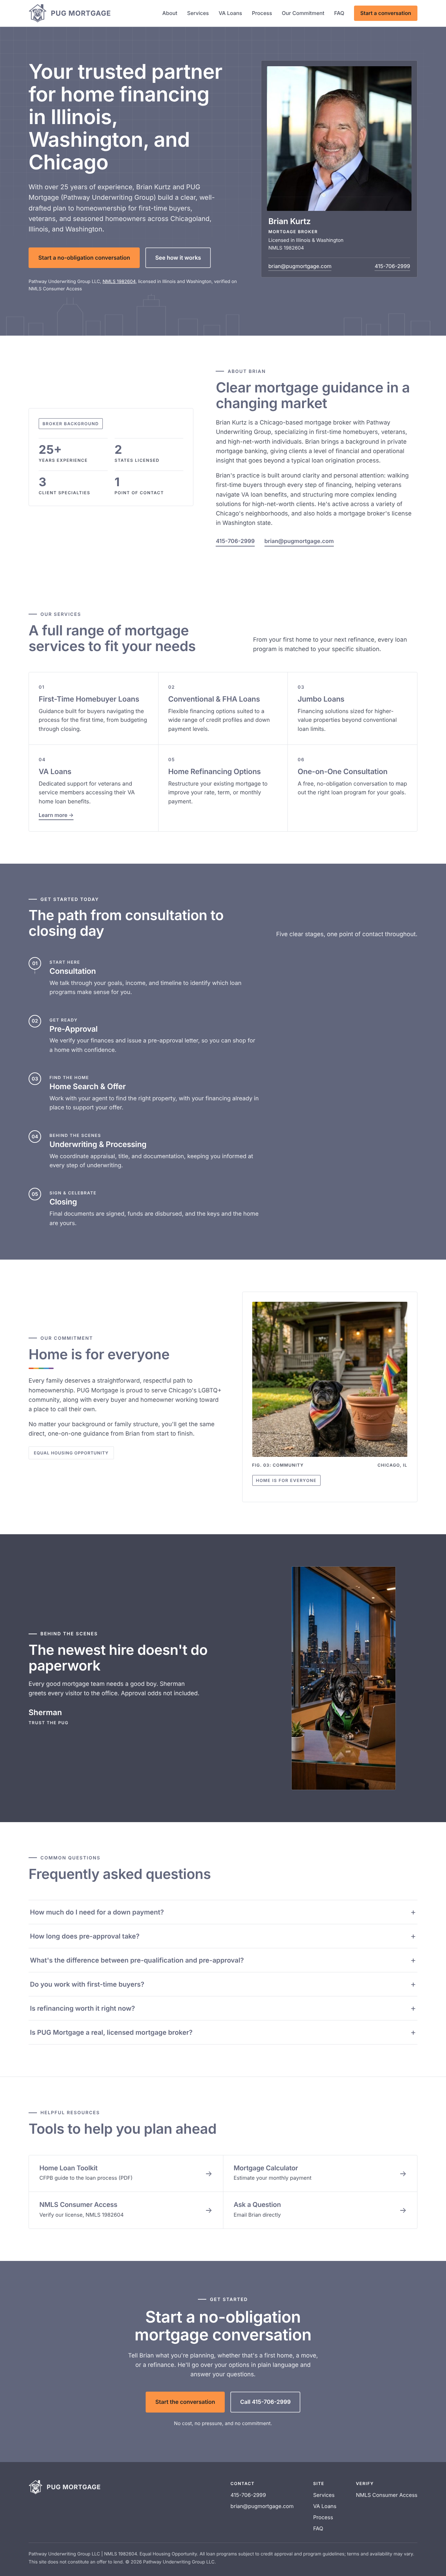 PUG MORTGAGE
About Services VA Loans Process Our Commitment FAQ Start a conversation
Your trusted partner
for home financing
in Illinois,
Washington, and
Chicago
With over 25 years of experience, Brian Kurtz and PUG
Mortgage (Pathway Underwriting Group) build a clear, well-
drafted plan to homeownership for first-time buyers,
veterans, and seasoned homeowners across Chicagoland,
Illinois, and Washington.
Start a no-obligation conversation
See how it works
Pathway Underwriting Group LLC, NMLS 1982604, licensed in Illinois and Washington, verified on
NMLS Consumer Access
Brian Kurtz
MORTGAGE BROKER
Licensed in Illinois & Washington
NMLS 1982604
brian@pugmortgage.com 415-706-2999
BROKER BACKGROUND
25+
YEARS EXPERIENCE
2
STATES LICENSED
3
CLIENT SPECIALTIES
1
POINT OF CONTACT
ABOUT BRIAN
Clear mortgage guidance in a
changing market
Brian Kurtz is a Chicago-based mortgage broker with Pathway
Underwriting Group, specializing in first-time homebuyers, veterans,
and high-net-worth individuals. Brian brings a background in private
mortgage banking, giving clients a level of financial and operational
insight that goes beyond a typical loan origination process.
Brian's practice is built around clarity and personal attention: walking
first-time buyers through every step of financing, helping veterans
navigate VA loan benefits, and structuring more complex lending
solutions for high-net-worth clients. He's active across a variety of
Chicago's neighborhoods, and also holds a mortgage broker's license
in Washington state.
415-706-2999 brian@pugmortgage.com
OUR SERVICES
A full range of mortgage
services to fit your needs
From your first home to your next refinance, every loan
program is matched to your specific situation.
01
First-Time Homebuyer Loans
Guidance built for buyers navigating the
process for the first time, from budgeting
through closing.
02
Conventional & FHA Loans
Flexible financing options suited to a
wide range of credit profiles and down
payment levels.
03
Jumbo Loans
Financing solutions sized for higher-
value properties beyond conventional
loan limits.
04
VA Loans
Dedicated support for veterans and
service members accessing their VA
home loan benefits.
Learn more →
05
Home Refinancing Options
Restructure your existing mortgage to
improve your rate, term, or monthly
payment.
06
One-on-One Consultation
A free, no-obligation conversation to map
out the right loan program for your goals.
GET STARTED TODAY
The path from consultation to
closing day
Five clear stages, one point of contact throughout.
01
START HERE
Consultation
We talk through your goals, income, and timeline to identify which loan
programs make sense for you.
02
GET READY
Pre-Approval
We verify your finances and issue a pre-approval letter, so you can shop for
a home with confidence.
03
FIND THE HOME
Home Search & Offer
Work with your agent to find the right property, with your financing already in
place to support your offer.
04
BEHIND THE SCENES
Underwriting & Processing
We coordinate appraisal, title, and documentation, keeping you informed at
every step of underwriting.
05
SIGN & CELEBRATE
Closing
Final documents are signed, funds are disbursed, and the keys and the home
are yours.
OUR COMMITMENT
Home is for everyone
Every family deserves a straightforward, respectful path to
homeownership. PUG Mortgage is proud to serve Chicago's LGBTQ+
community, along with every buyer and homeowner working toward
a place to call their own.
No matter your background or family structure, you'll get the same
direct, one-on-one guidance from Brian from start to finish.
EQUAL HOUSING OPPORTUNITY
FIG. 03: COMMUNITY CHICAGO, IL
HOME IS FOR EVERYONE
BEHIND THE SCENES
The newest hire doesn't do
paperwork
Every good mortgage team needs a good boy. Sherman
greets every visitor to the office. Approval odds not included.
Sherman
TRUST THE PUG
COMMON QUESTIONS
Frequently asked questions
How much do I need for a down payment? +
How long does pre-approval take? +
What's the difference between pre-qualification and pre-approval? +
Do you work with first-time buyers? +
Is refinancing worth it right now? +
Is PUG Mortgage a real, licensed mortgage broker? +
HELPFUL RESOURCES
Tools to help you plan ahead
Home Loan Toolkit
CFPB guide to the loan process (PDF)
→
Mortgage Calculator
Estimate your monthly payment
→
NMLS Consumer Access
Verify our license, NMLS 1982604
→
Ask a Question
Email Brian directly
→
GET STARTED
Start a no-obligation
mortgage conversation
Tell Brian what you're planning, whether that's a first home, a move,
or a refinance. He'll go over your options in plain language and
answer your questions.
Start the conversation
Call 415-706-2999
No cost, no pressure, and no commitment.
PUG MORTGAGE
CONTACT
415-706-2999
brian@pugmortgage.com
SITE
Services
VA Loans
Process
FAQ
VERIFY
NMLS Consumer Access
Pathway Underwriting Group LLC | NMLS 1982604. Equal Housing Opportunity. All loan programs subject to credit approval and program guidelines; terms and availability may vary.
This site does not constitute an offer to lend. © 2026 Pathway Underwriting Group LLC.